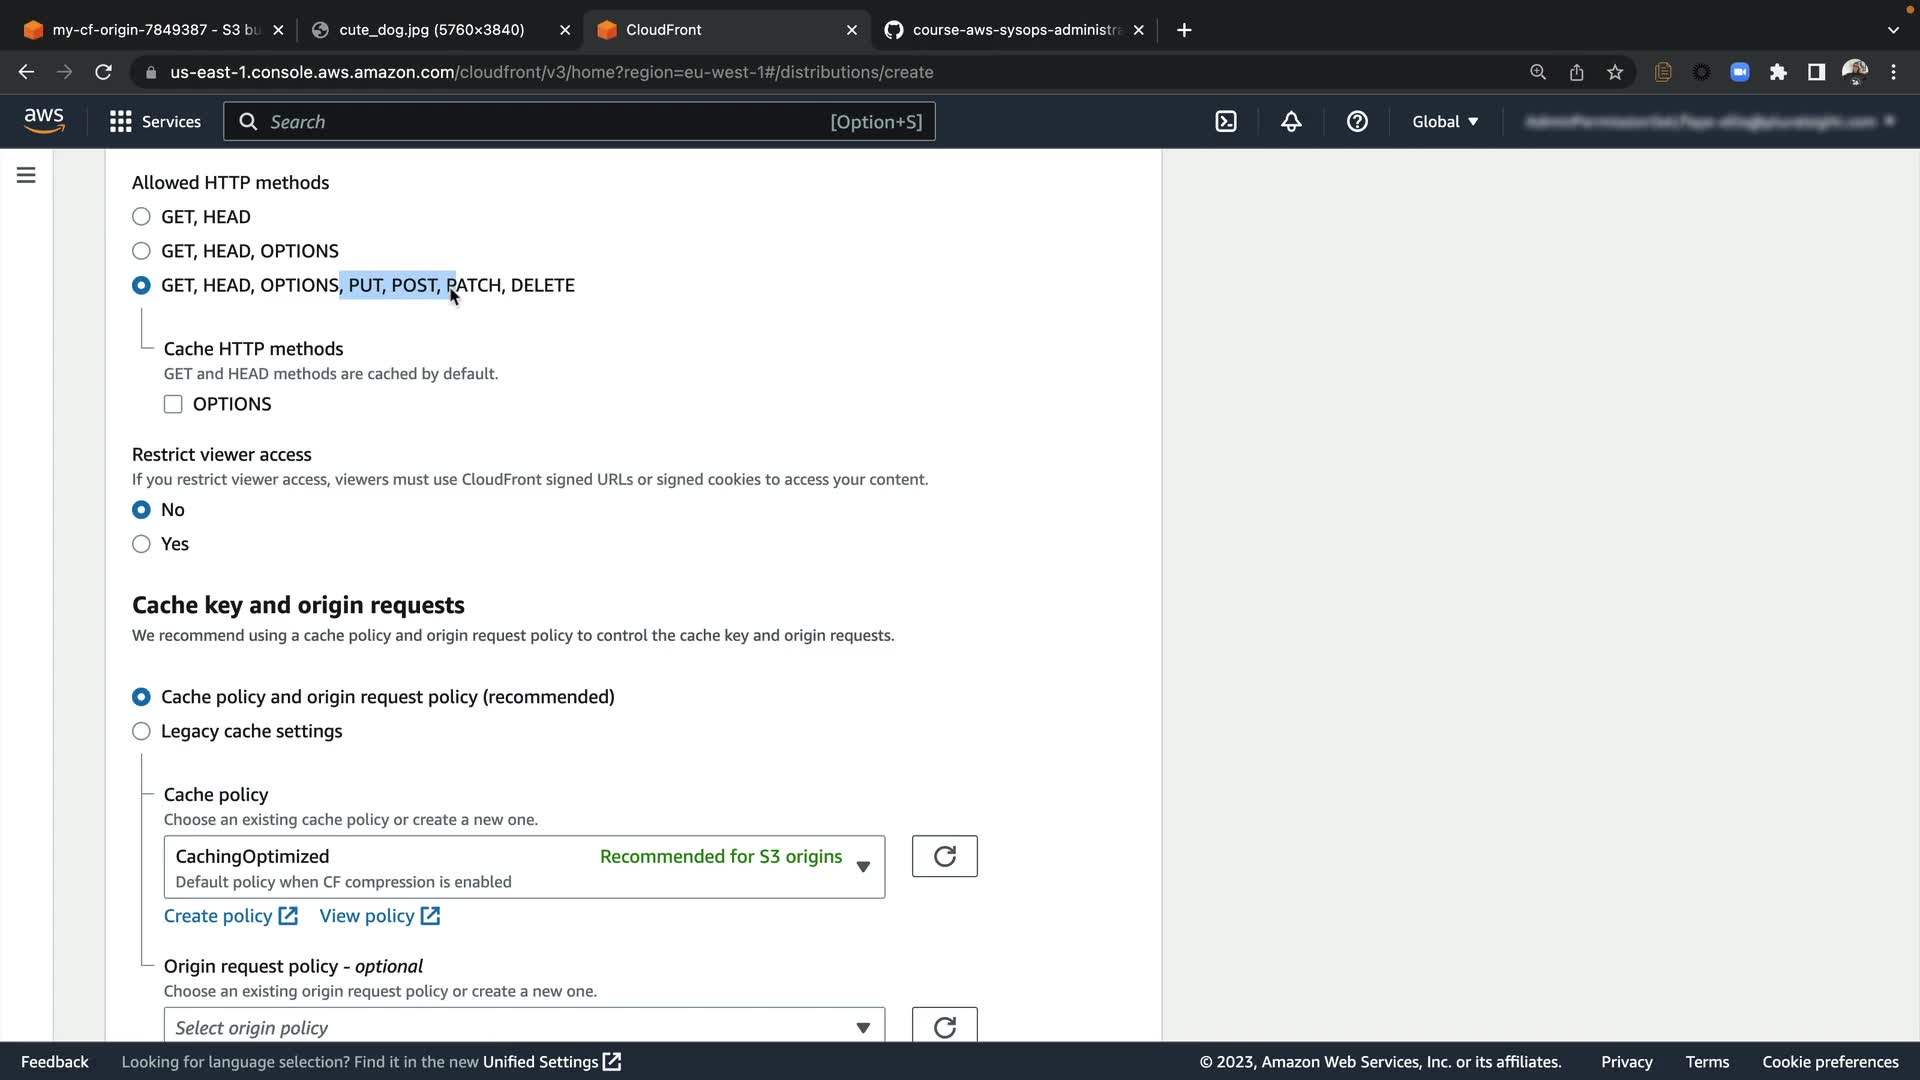 my-cf-origin-7849387 - S3 bu
cute_dog.jpg (5760×3840)
CloudFront
course-aws-sysops-administra
us-east-1.console.aws.amazon.com/cloudfront/v3/home?region=eu-west-1#/distributions/create
aws
Services
Search
[Option+S]
Global
Allowed HTTP methods
GET, HEAD
GET, HEAD, OPTIONS
GET, HEAD, OPTIONS, PUT, POST, PATCH, DELETE
Cache HTTP methods
GET and HEAD methods are cached by default.
OPTIONS
Restrict viewer access
If you restrict viewer access, viewers must use CloudFront signed URLs or signed cookies to access your content.
No
Yes
Cache key and origin requests
We recommend using a cache policy and origin request policy to control the cache key and origin requests.
Cache policy and origin request policy (recommended)
Legacy cache settings
Cache policy
Choose an existing cache policy or create a new one.
CachingOptimized Recommended for S3 origins
Default policy when CF compression is enabled
Create policy View policy
Origin request policy - optional
Choose an existing origin request policy or create a new one.
Select origin policy
Feedback Looking for language selection? Find it in the new Unified Settings © 2023, Amazon Web Services, Inc. or its affiliates. Privacy Terms Cookie preferences